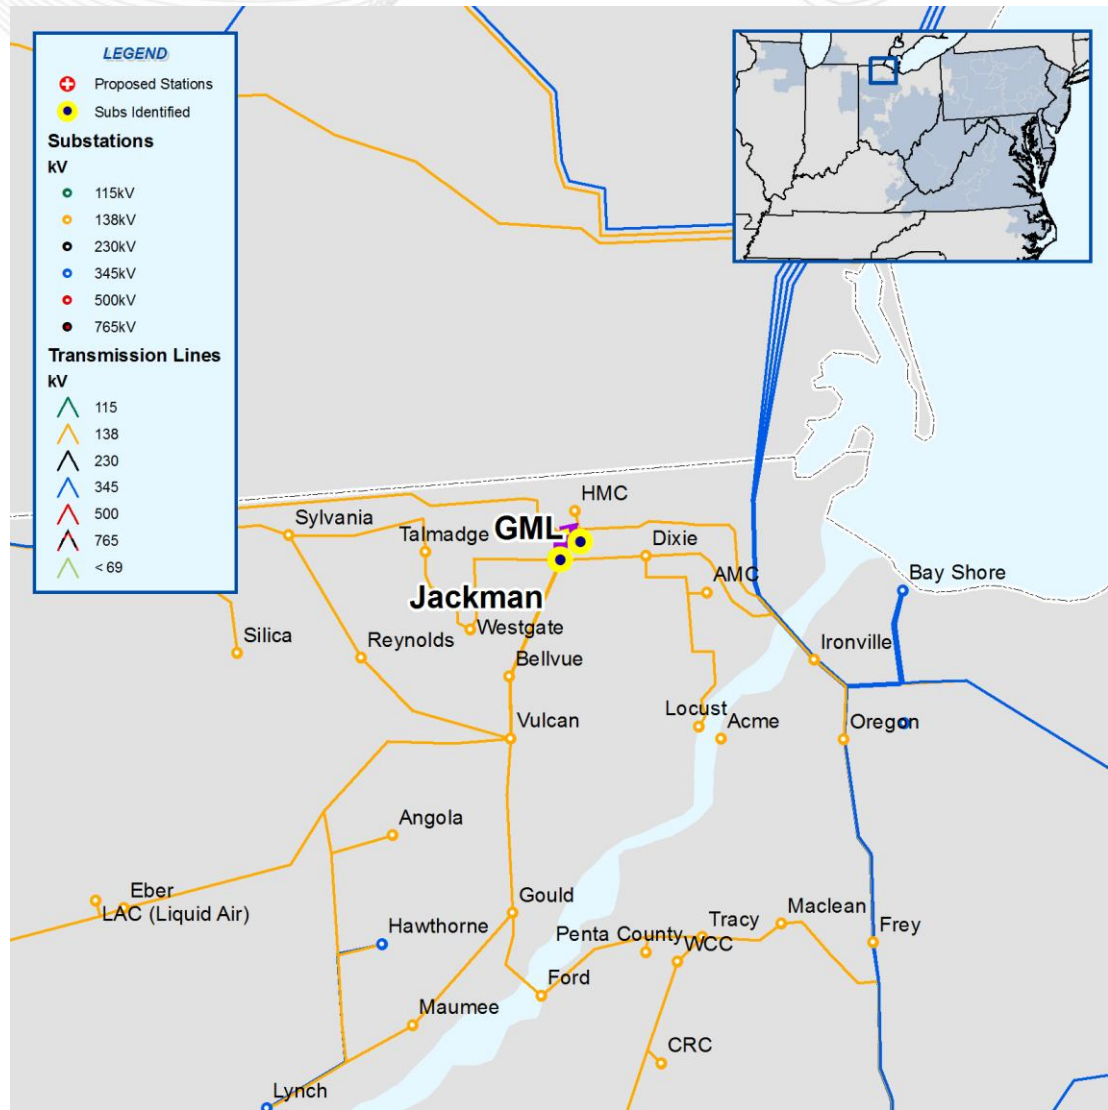 LEGEND
Proposed Stations
Subs Identified
Substations
kV
115kV
138kV
230kV
345kV
500kV
765kV
Transmission Lines
kV
115
138
230
345
500
765
< 69
HMC
Sylvania
GML
Talmadge
Dixie
Bay Shore
AMC
Jackman
Silica
Reynolds
Westgate
Ironville
Bellvue
Locust
Acme
Vulcan
Oregon
Angola
Eber
LAC (Liquid Air)
Gould
Hawthorne
Penta County
Tracy
Maclean
WCC
Frey
Ford
Maumee
CRC
Lynch